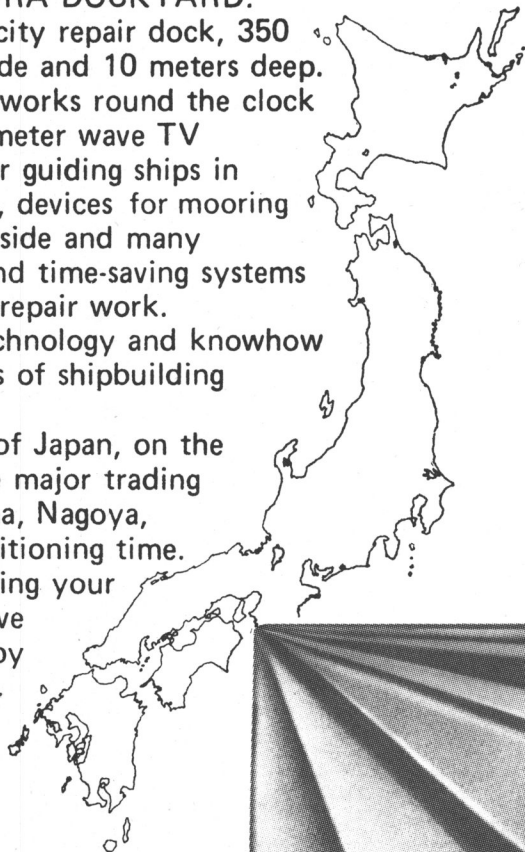 RA DOCKYARD.
city repair dock, 350
de and 10 meters deep.
works round the clock
meter wave TV
r guiding ships in
, devices for mooring
side and many
nd time-saving systems
repair work.
chnology and knowhow
s of shipbuilding
of Japan, on the
e major trading
a, Nagoya,
itioning time.
ing your
ve
by